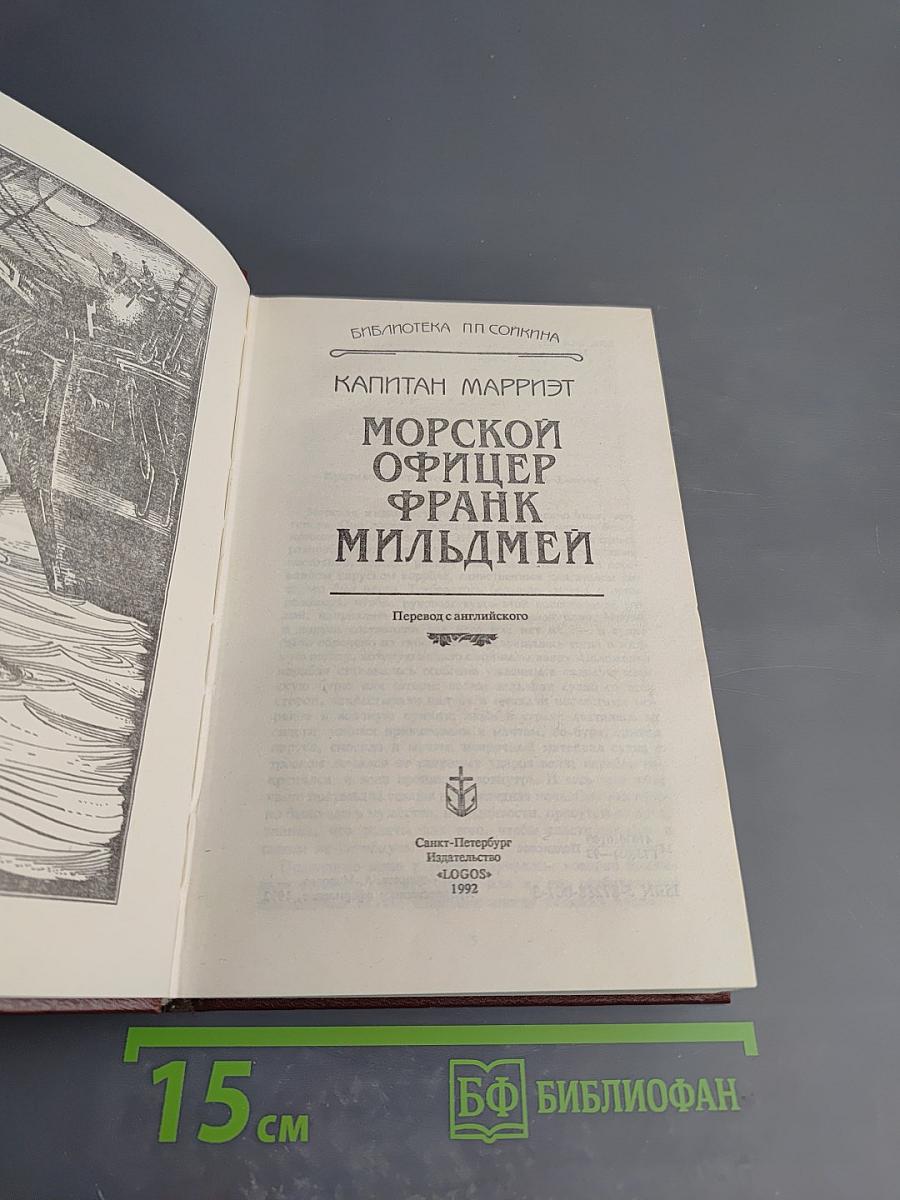 БИБЛИОТЕКА П.П.СОЙКИНА
КАПИТАН МАРРИЭТ
МОРСКОЙ
ОФИЦЕР
ФРАНК
МИЛЬДМЕЙ
Перевод с английского
Санкт-Петербург
Издательство
«LOGOS»
1992
15 см
БФ БИБЛИОФАН